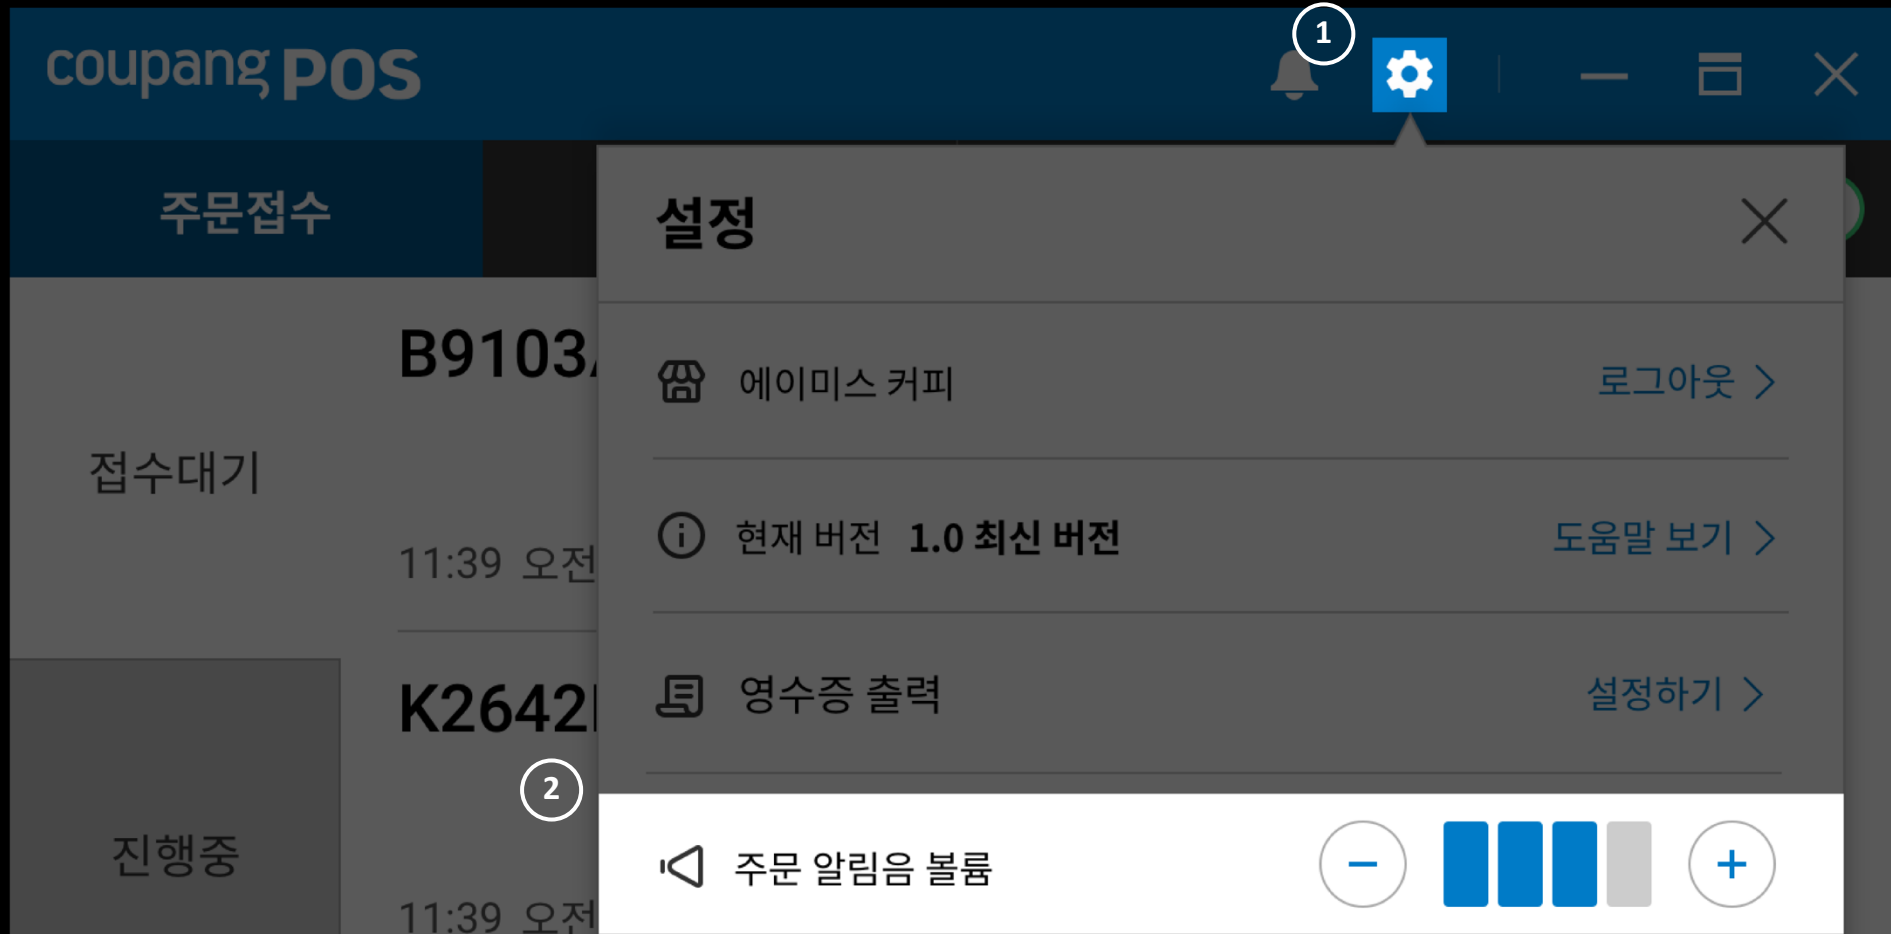 coupang POS
1
주문접수
설정
B9103
에이미스 커피
로그아웃
접수대기
현재 버전 1.0 최신 버전
도움말 보기
11:39 오전
영수증 출력
설정하기
K2642
2
주문 알림음 볼륨
진행중
11:39 오전